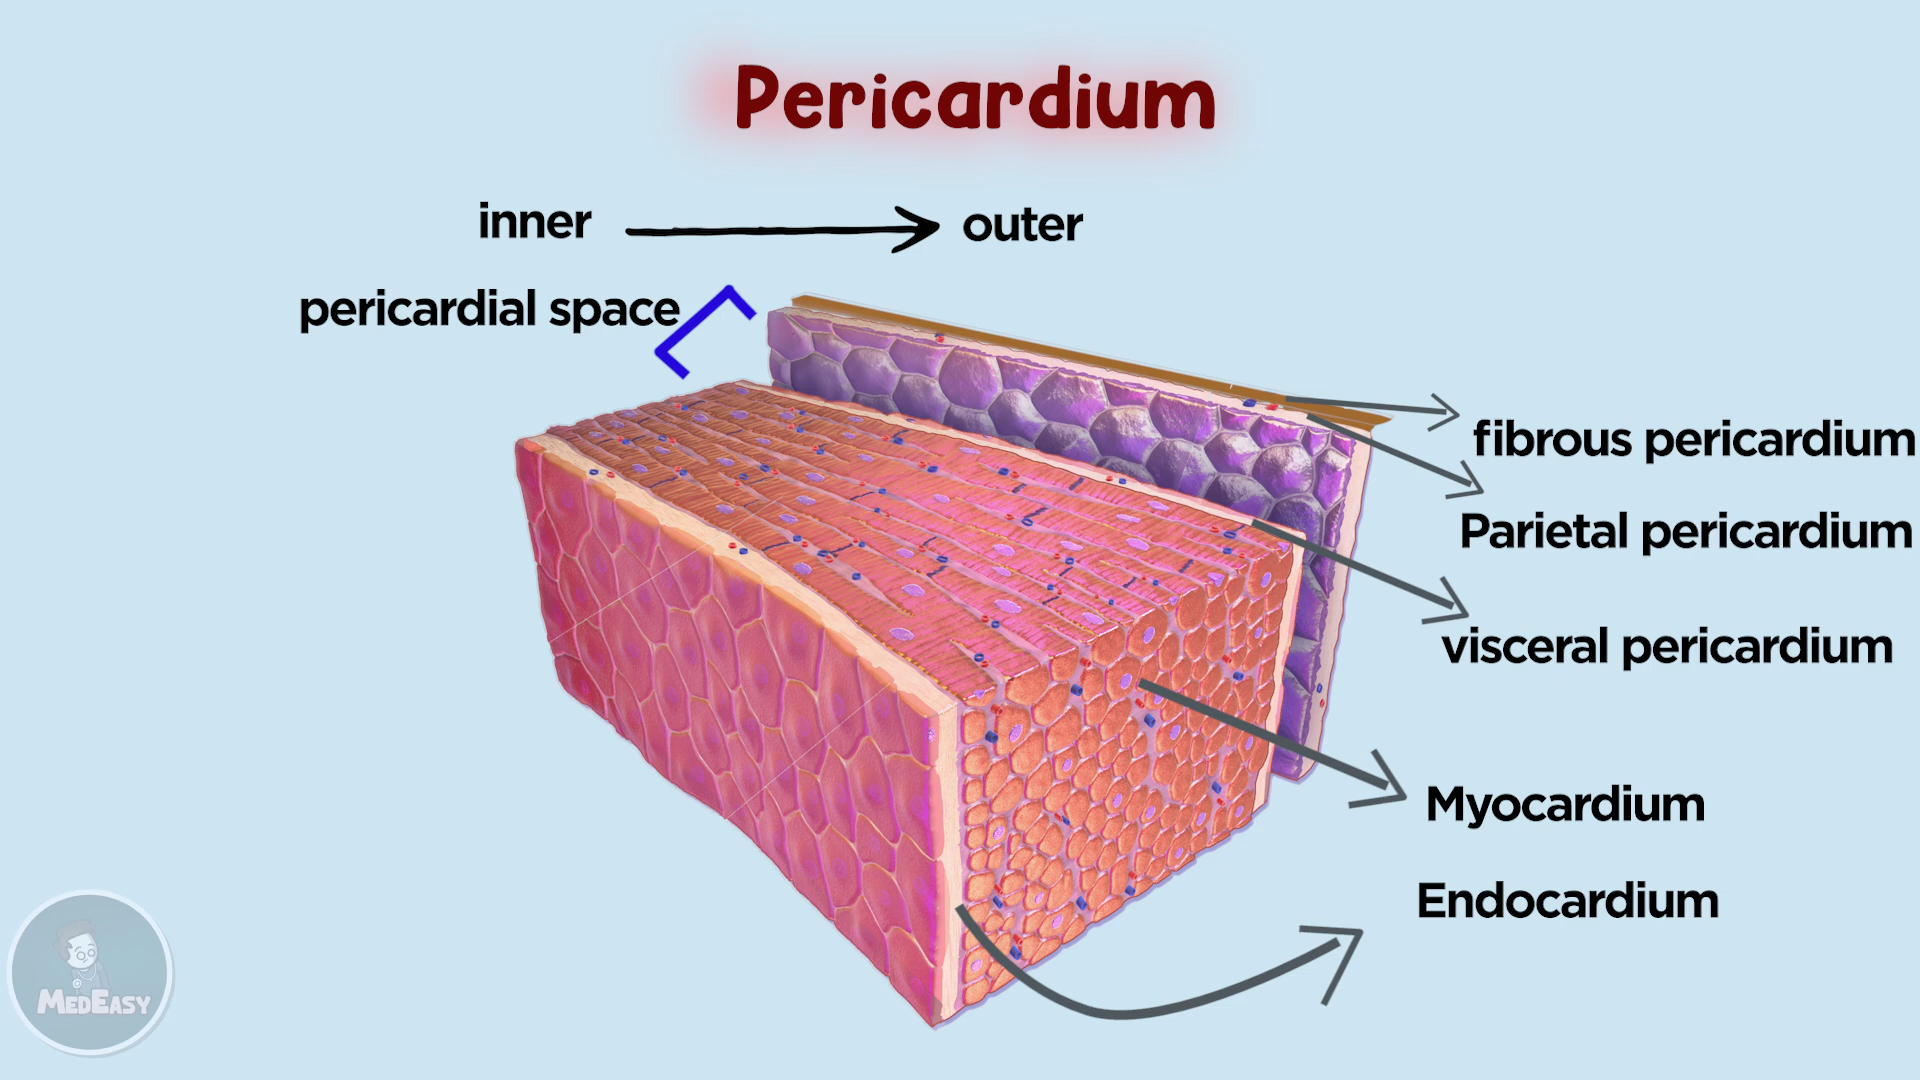 Pericardium
inner
outer
pericardial space
fibrous pericardium
Parietal pericardium
visceral pericardium
Myocardium
Endocardium
MEDEASY